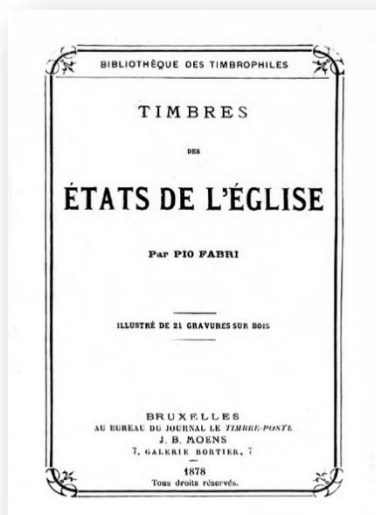 BIBLIOTHÈQUE DES TIMBROPHILES
TIMBRES
DES
ÉTATS DE L'ÉGLISE
Par PIO FABRI
ILLUSTRÉ DE 21 GRAVURES SUR BOIS
BRUXELLES
AU BUREAU DU JOURNAL LE TIMBRE-POSTE
J. B. MOENS
7, GALERIE BORTIER, 7
1878
Tous droits réservés.